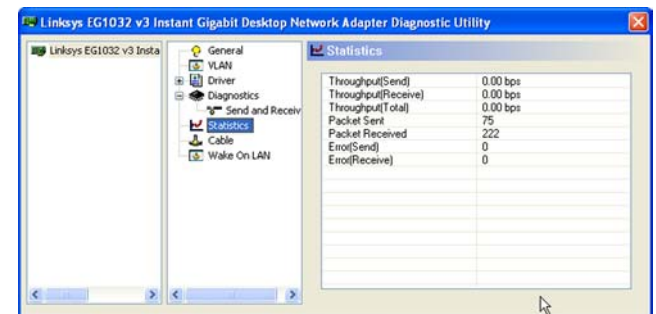 Linksys EG1032 v3 Instant Gigabit Desktop Network Adapter Diagnostic Utility
Linksys EG1032 v3 Insta
General
VLAN
Driver
Diagnostics
Send and Receiv
Statistics
Cable
Wake On LAN
Statistics
Throughput(Send) 0.00 bps
Throughput(Receive) 0.00 bps
Throughput(Total) 0.00 bps
Packet Sent 75
Packet Received 222
Error(Send) 0
Error(Receive) 0